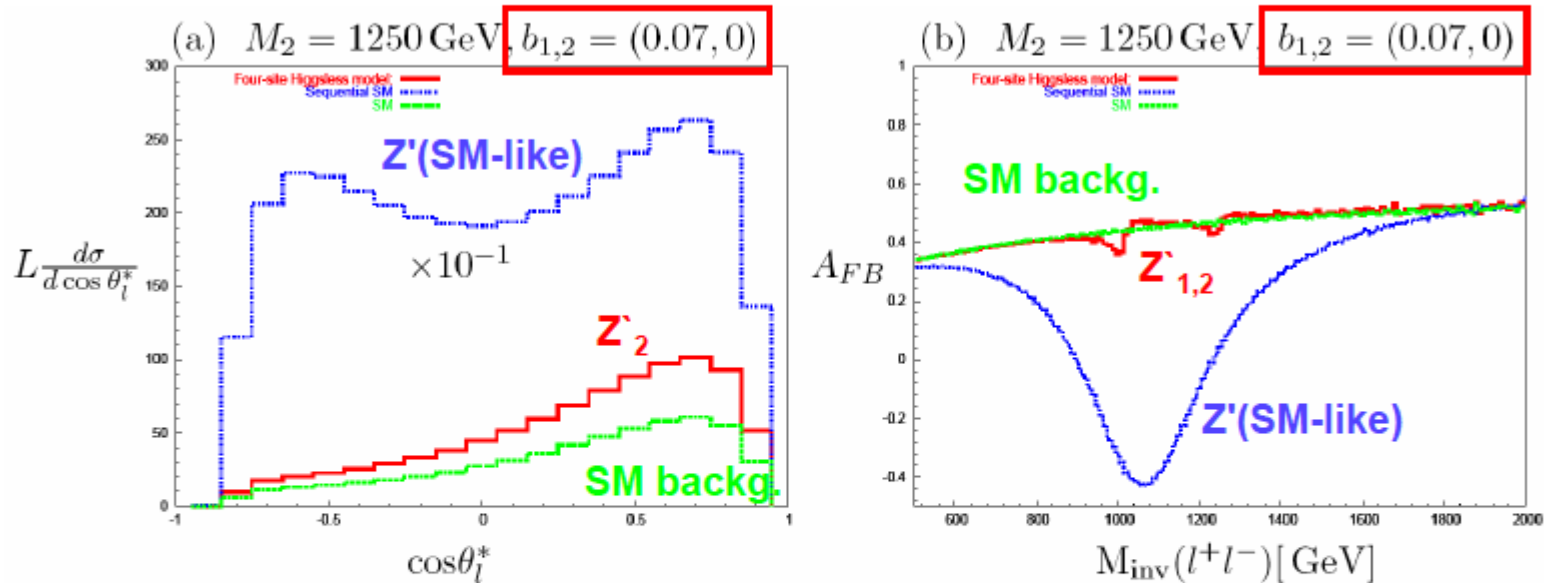 (a) M₂ = 1250 GeV, b₁,₂ = (0.07, 0)
300
250
200
150
100
50
0
Four-site Higgsless model:
Sequential SM
SM
Z'(SM-like)
×10⁻¹
L dσ/d cos θ*ₗ
Z`₂
SM backg.
-1 -0.5 0 0.5 1
cosθ*ₗ
(b) M₂ = 1250 GeV. b₁,₂ = (0.07, 0)
1
0.8
0.6
0.4
0.2
0
-0.2
-0.4
Four-site Higgsless model:
Sequential SM
SM
SM backg.
A_FB
Z`₁,₂
Z'(SM-like)
600 800 1000 1200 1400 1600 1800 2000
M_inv(l⁺l⁻)[GeV]